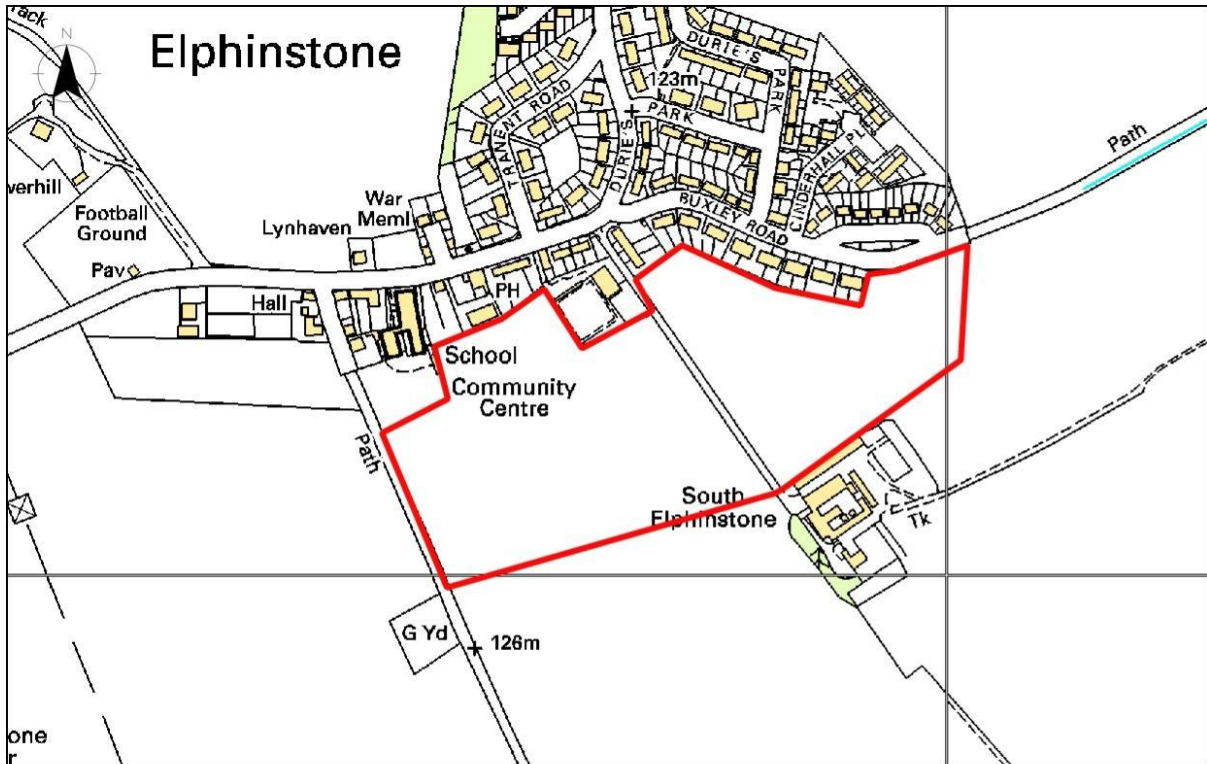 Track
N
Elphinstone
DURIE'S
PARK
123m
PARK
TRANENT ROAD
DURIE'S
CINDERHALL PL
Path
verhill
War
Meml
Lynhaven
BUXLEY ROAD
Football
Ground
Pav
Hall
PH
School
Community
Centre
Path
South
Elphinstone
Tk
G Yd
126m
one
r